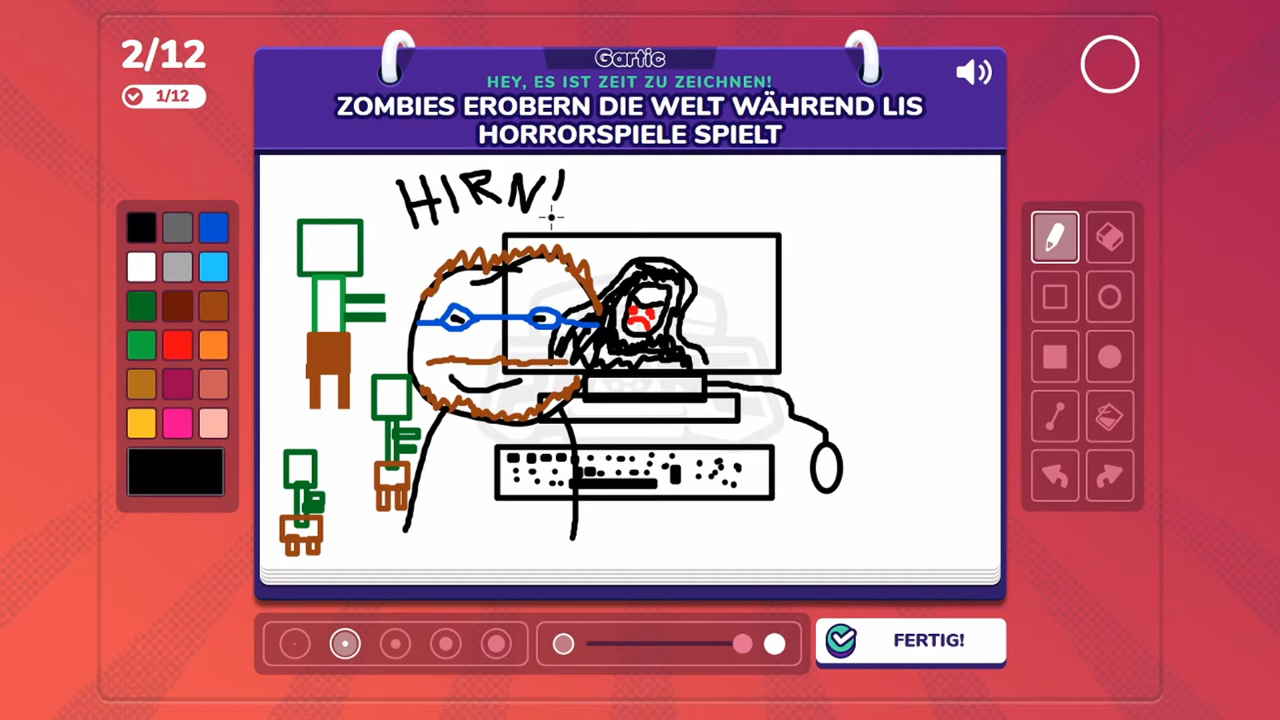 2/12
1/12
Gartic
HEY, ES IST ZEIT ZU ZEICHNEN!
ZOMBIES EROBERN DIE WELT WÄHREND LIS
HORRORSPIELE SPIELT
HIRN!
FERTIG!